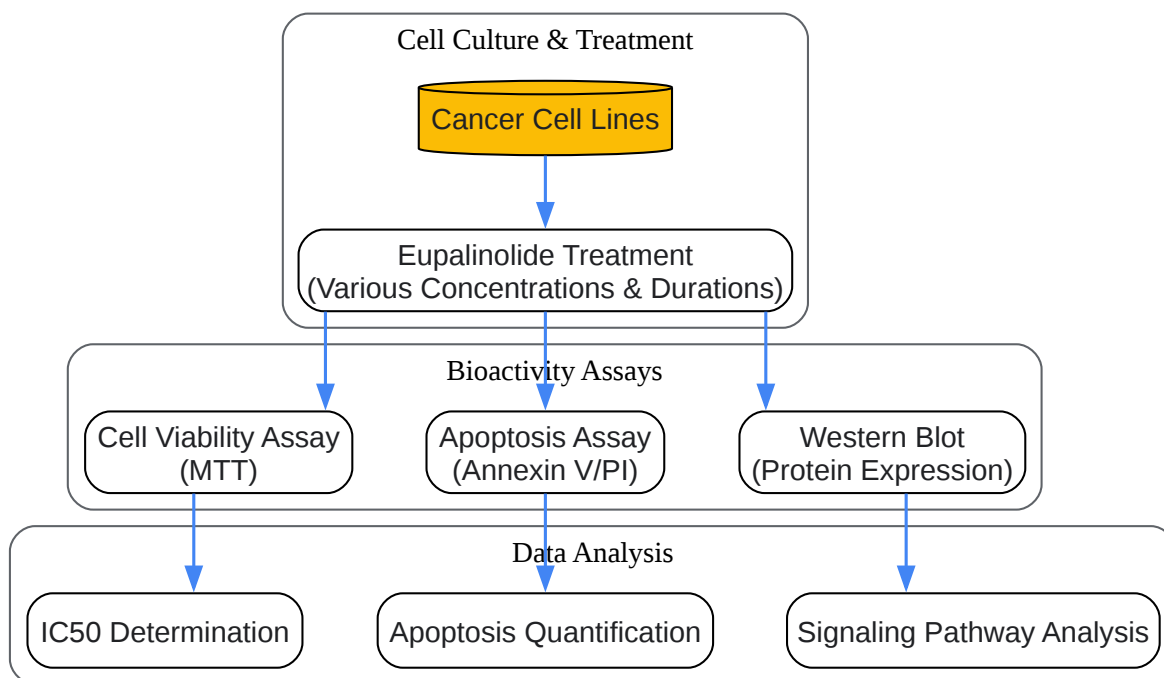 Cell Culture & Treatment
Cancer Cell Lines
Eupalinolide Treatment
(Various Concentrations & Durations)
Bioactivity Assays
Cell Viability Assay
(MTT)
Apoptosis Assay
(Annexin V/PI)
Western Blot
(Protein Expression)
Data Analysis
IC50 Determination
Apoptosis Quantification
Signaling Pathway Analysis